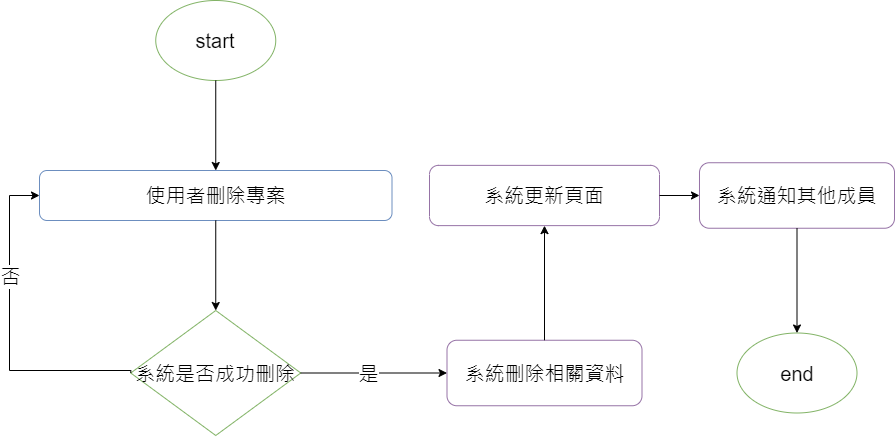 start
使用者刪除專案
系統是否成功刪除
否
是
系統刪除相關資料
系統更新頁面
系統通知其他成員
end